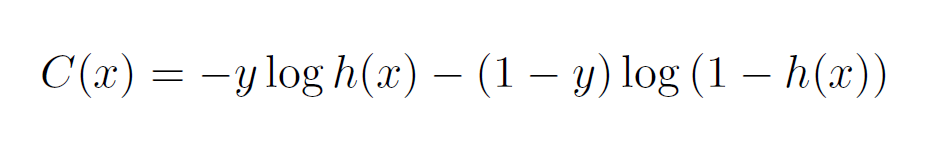 C(x) = −y log h(x) − (1 − y) log (1 − h(x))